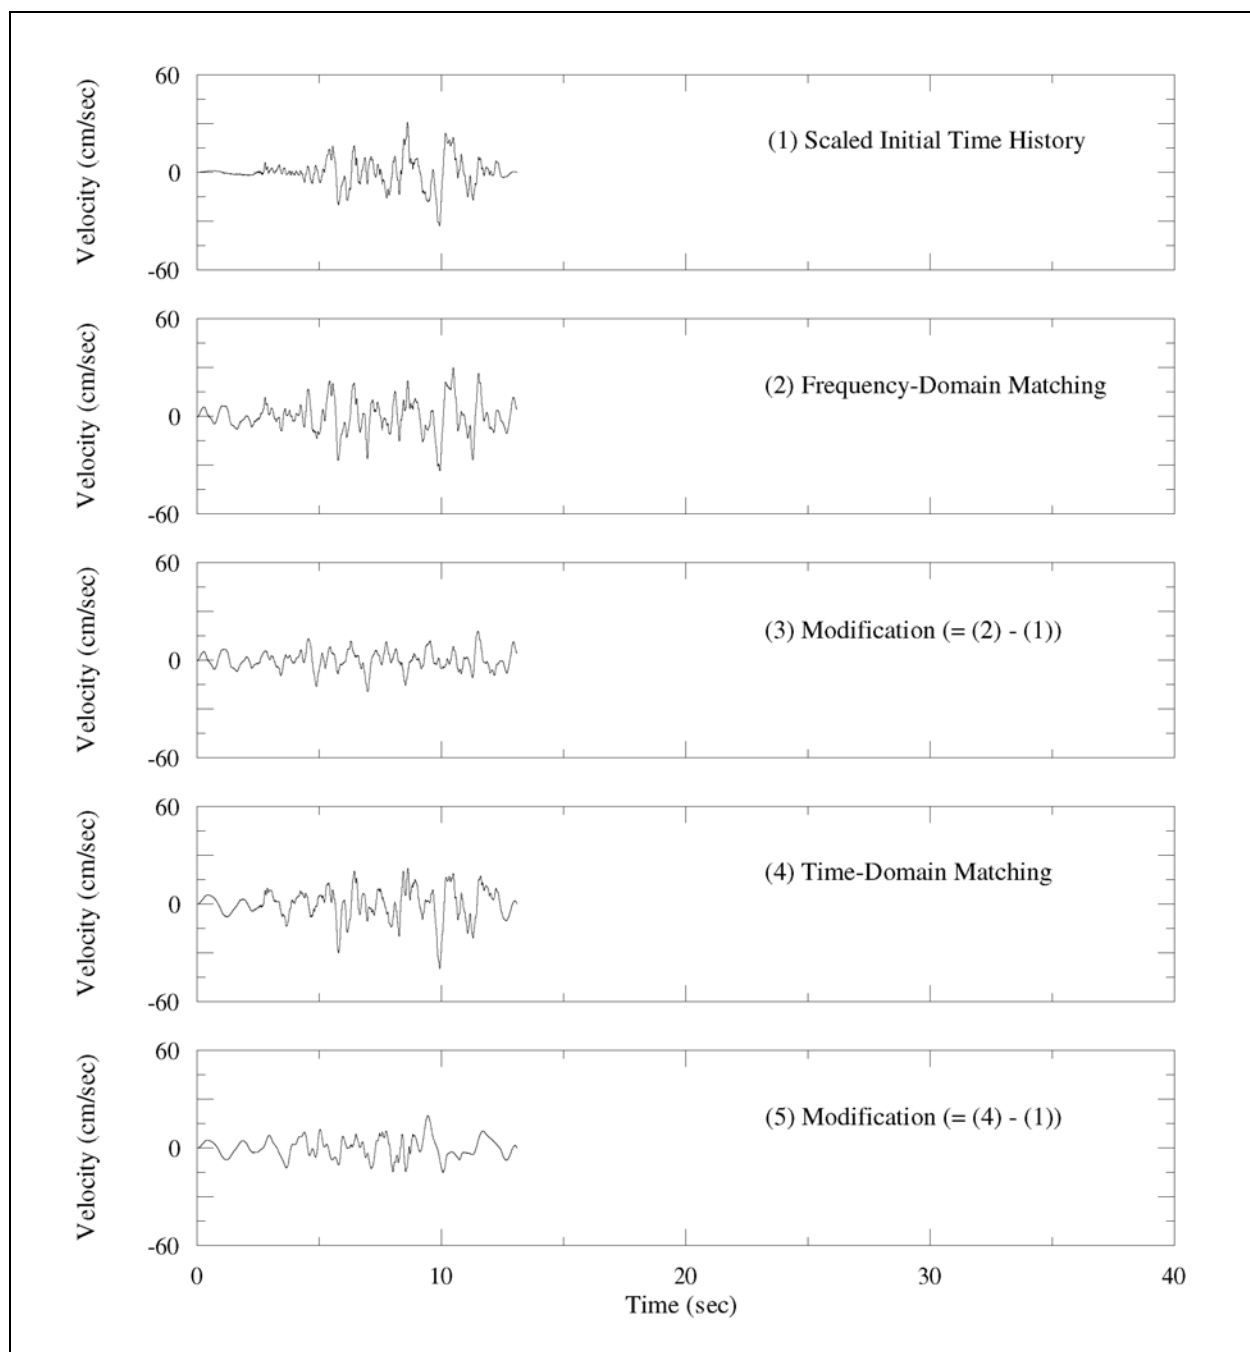 60
Velocity (cm/sec)
(1) Scaled Initial Time History
0
-60
60
Velocity (cm/sec)
(2) Frequency-Domain Matching
0
-60
60
Velocity (cm/sec)
(3) Modification (= (2) - (1))
0
-60
60
Velocity (cm/sec)
(4) Time-Domain Matching
0
-60
60
Velocity (cm/sec)
(5) Modification (= (4) - (1))
0
-60
0 10 20 30 40
Time (sec)